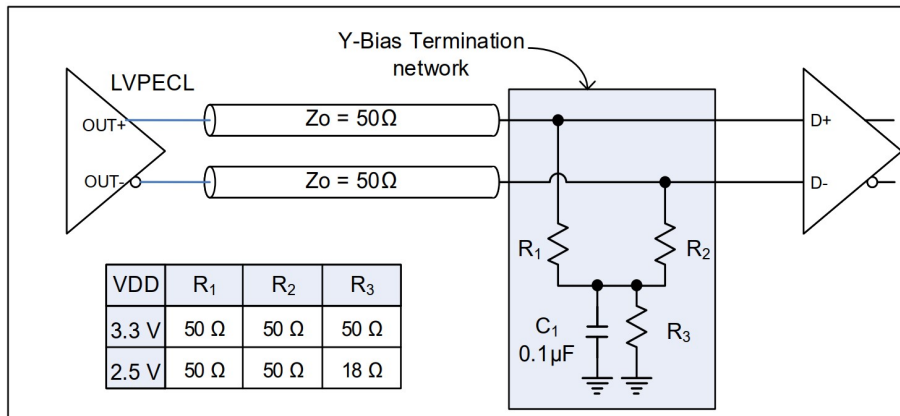 Y-Bias Termination
network
LVPECL
OUT+
Zo = 50Ω
D+
OUT-
Zo = 50Ω
D-
R1
R2
C1
0.1µF
R3
VDD R1 R2 R3
3.3 V 50 Ω 50 Ω 50 Ω
2.5 V 50 Ω 50 Ω 18 Ω